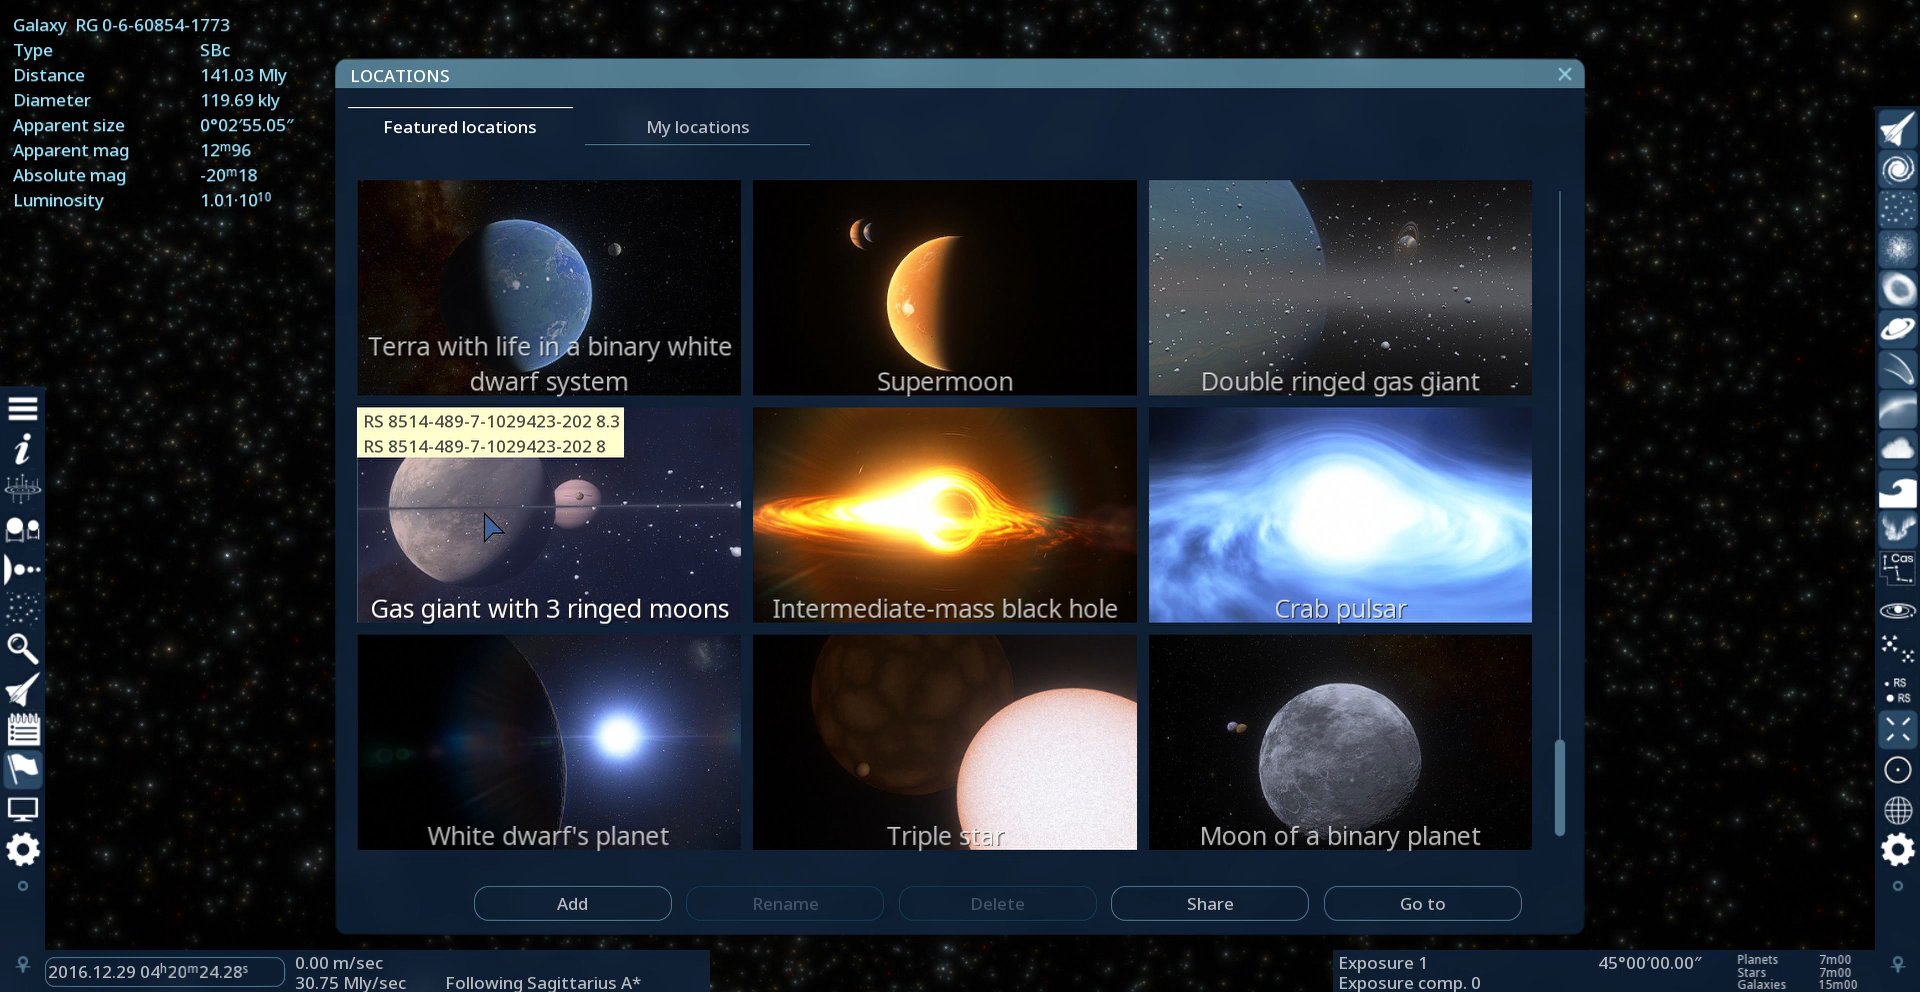 Galaxy RG 0-6-60854-1773
Type SBc
Distance 141.03 Mly
Diameter 119.69 kly
Apparent size 0°02′55.05″
Apparent mag 12ᵐ96
Absolute mag -20ᵐ18
Luminosity 1.01·10¹⁰
LOCATIONS
Featured locations My locations
Terra with life in a binary white
dwarf system
Supermoon
Double ringed gas giant
RS 8514-489-7-1029423-202 8.3
RS 8514-489-7-1029423-202 8
Gas giant with 3 ringed moons
Intermediate-mass black hole
Crab pulsar
White dwarf's planet
Triple star
Moon of a binary planet
Add Rename Delete Share Go to
Cas
RS
RS
2016.12.29 04ʰ20ᵐ24.28ˢ
0.00 m/sec
30.75 Mly/sec Following Sagittarius A*
Exposure 1 45°00′00.00″
Exposure comp. 0
Planets 7m00
Stars 7m00
Galaxies 15m00